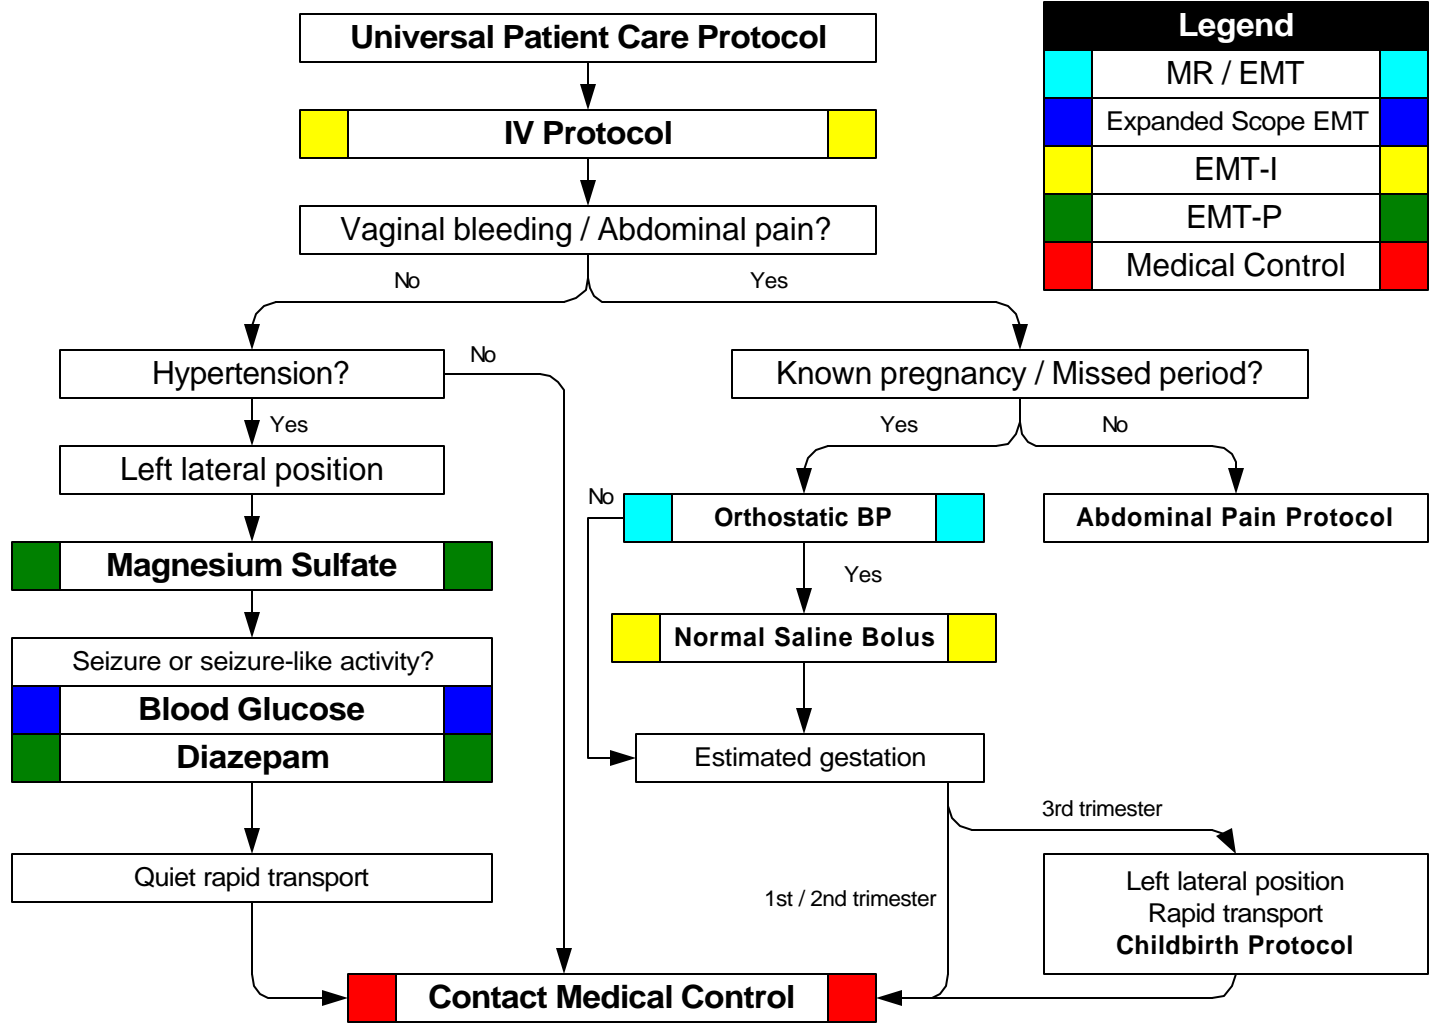 Universal Patient Care Protocol
Legend
MR / EMT
Expanded Scope EMT
EMT-I
EMT-P
Medical Control
IV Protocol
Vaginal bleeding / Abdominal pain?
No
Yes
Hypertension?
No
Known pregnancy / Missed period?
Yes
Yes
No
Left lateral position
No
Orthostatic BP
Abdominal Pain Protocol
Magnesium Sulfate
Yes
Normal Saline Bolus
Seizure or seizure-like activity?
Blood Glucose
Diazepam
Estimated gestation
3rd trimester
Quiet rapid transport
1st / 2nd trimester
Left lateral position
Rapid transport
Childbirth Protocol
Contact Medical Control